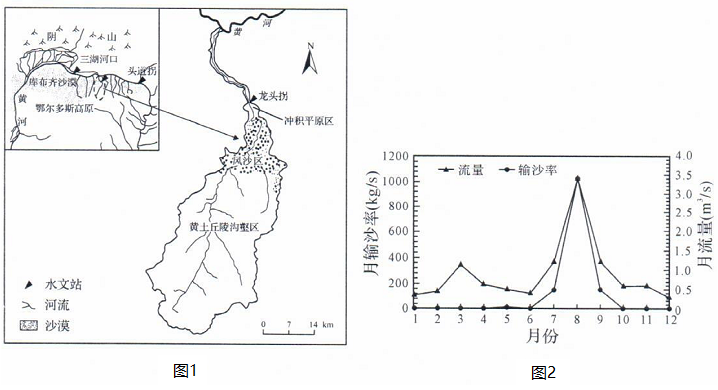 阴 山
三湖河口
头道拐
库布齐沙漠
黄河
鄂尔多斯高原
黄 河
N
龙头拐
冲积平原区
风沙区
黄土丘陵沟壑区
水文站
河流
沙漠
0 7 14 km
图1
月输沙率(kg/s)
1200
1000
800
600
400
200
0
流量
输沙率
4.0
3.5
3.0
2.5
2.0
1.5
1.0
0.5
0
月流量(m³/s)
1 2 3 4 5 6 7 8 9 10 11 12
月份
图2